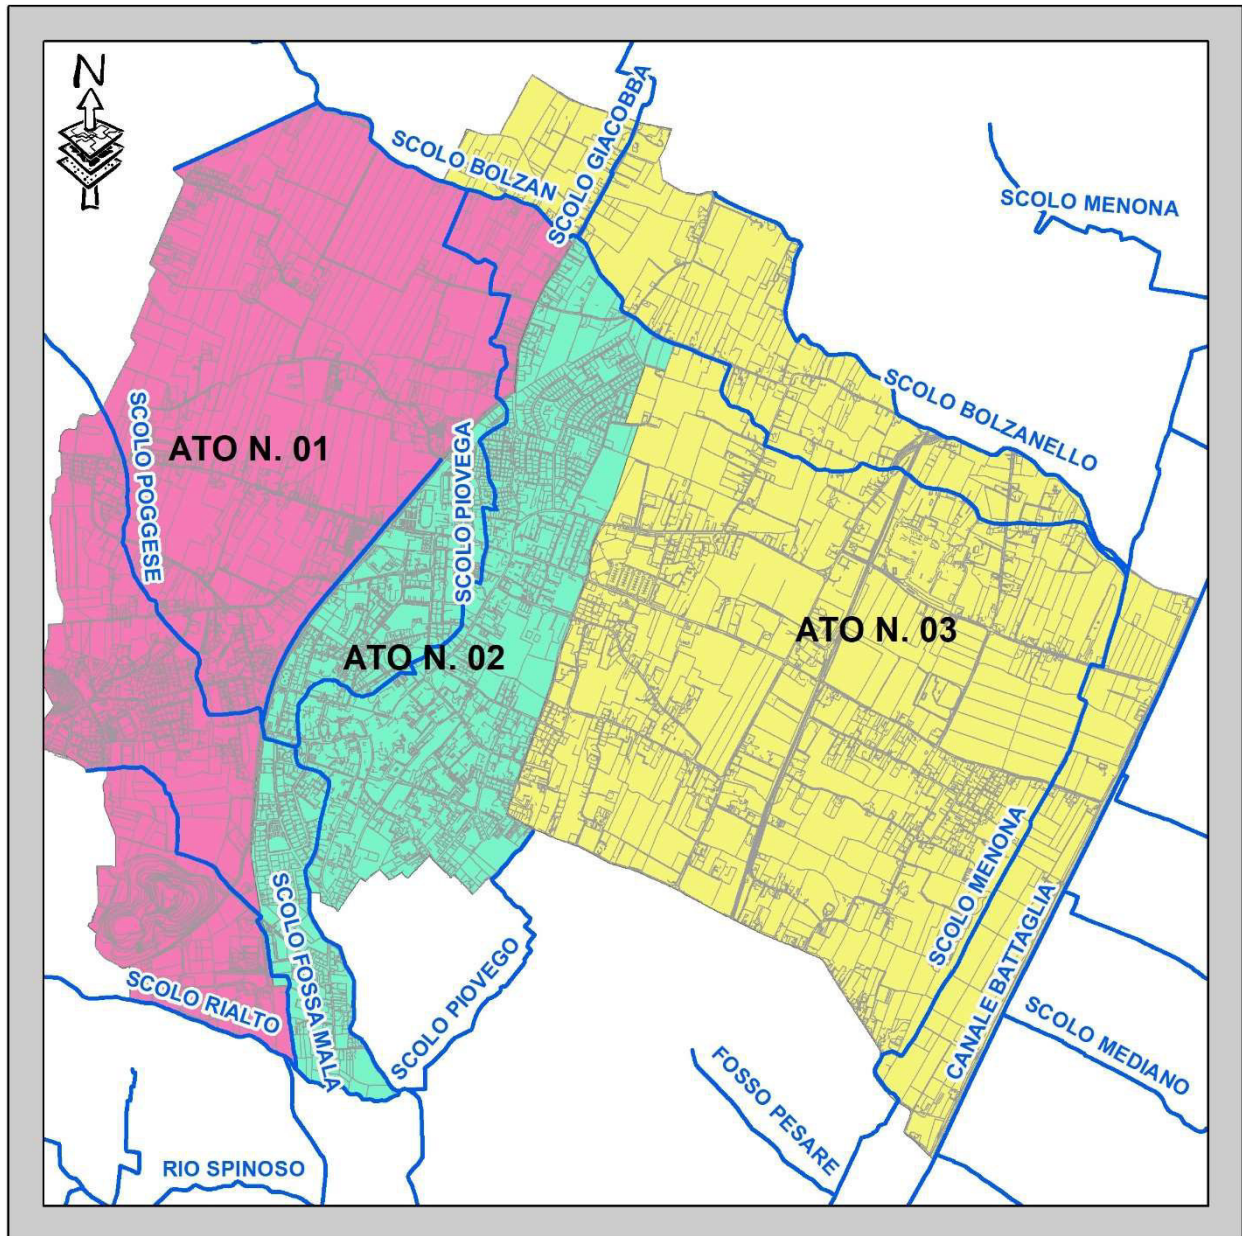 N
SCOLO BOLZAN
SCOLO GIACOBBA
SCOLO MENONA
SCOLO POGGESE
ATO N. 01
SCOLO PIOVEGA
SCOLO BOLZANELLO
ATO N. 02
ATO N. 03
SCOLO RIALTO
SCOLO FOSSA MALA
SCOLO PIOVEGO
SCOLO MENONA
CANALE BATTAGLIA
SCOLO MEDIANO
FOSSO PESARE
RIO SPINOSO